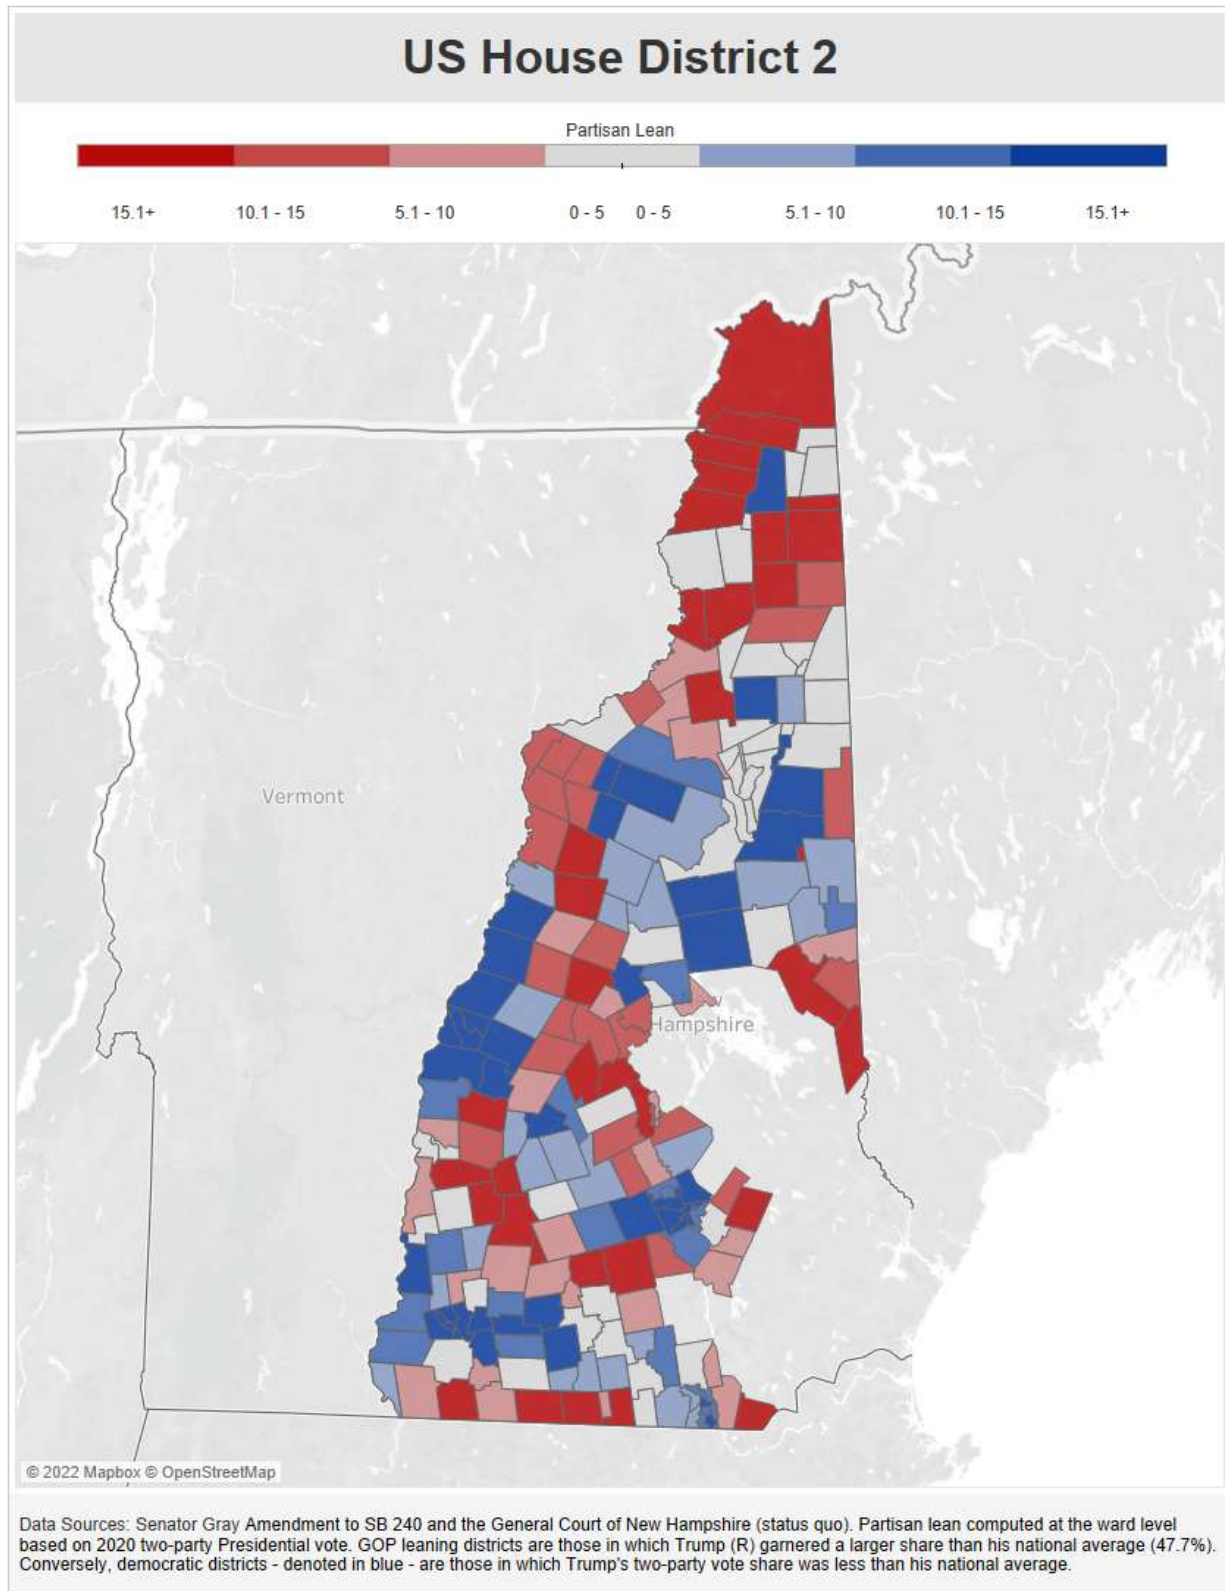 US House District 2
Partisan Lean
15.1+ 10.1 - 15 5.1 - 10 0 - 5 0 - 5 5.1 - 10 10.1 - 15 15.1+
Vermont
Hampshire
© 2022 Mapbox © OpenStreetMap
Data Sources: Senator Gray Amendment to SB 240 and the General Court of New Hampshire (status quo). Partisan lean computed at the ward level
based on 2020 two-party Presidential vote. GOP leaning districts are those in which Trump (R) garnered a larger share than his national average (47.7%).
Conversely, democratic districts - denoted in blue - are those in which Trump's two-party vote share was less than his national average.